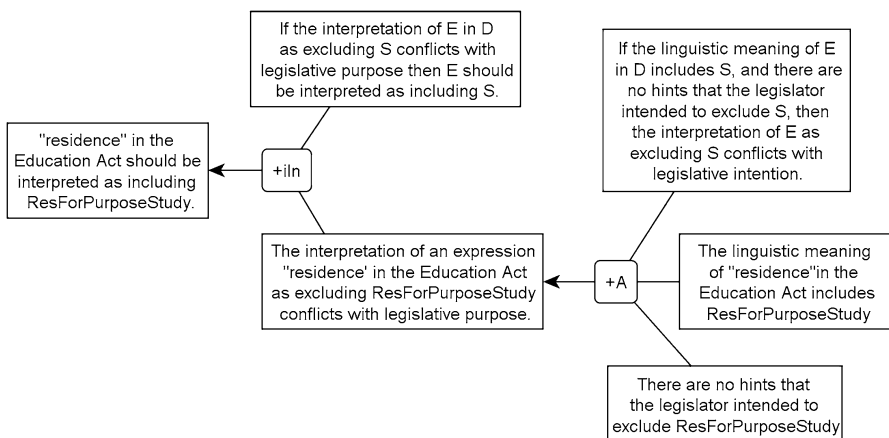 If the interpretation of E in D
as excluding S conflicts with
legislative purpose then E should
be interpreted as including S.
If the linguistic meaning of E
in D includes S, and there are
no hints that the legislator
intended to exclude S, then
the interpretation of E as
excluding S conflicts with
legislative intention.
"residence" in the
Education Act should be
interpreted as including
ResForPurposeStudy.
+iIn
The interpretation of an expression
"residence' in the Education Act
as excluding ResForPurposeStudy
conflicts with legislative purpose.
+A
The linguistic meaning
of "residence"in the
Education Act includes
ResForPurposeStudy
There are no hints that
the legislator intended to
exclude ResForPurposeStudy